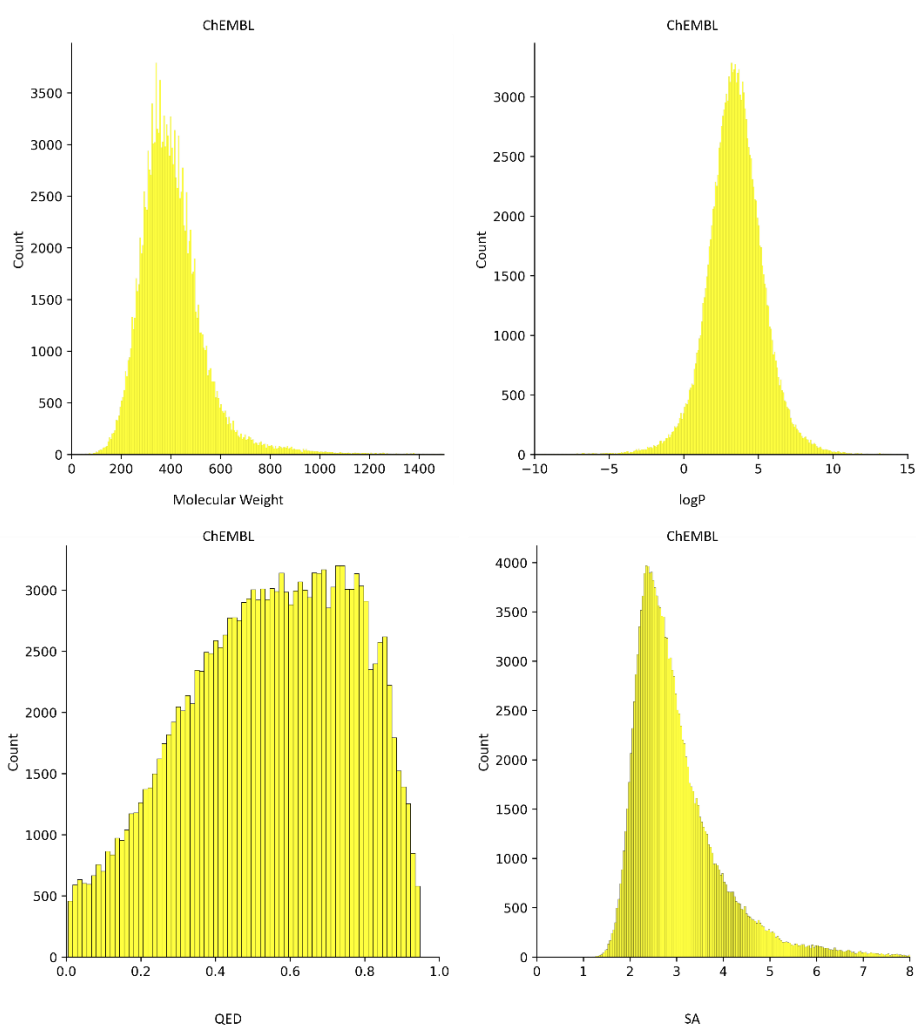 ChEMBL
3500
3000
2500
2000
1500
1000
500
0
Count
0 200 400 600 800 1000 1200 1400
Molecular Weight
ChEMBL
3000
2500
2000
1500
1000
500
0
Count
−10 −5 0 5 10 15
logP
ChEMBL
3000
2500
2000
1500
1000
500
0
Count
0.0 0.2 0.4 0.6 0.8 1.0
QED
ChEMBL
4000
3500
3000
2500
2000
1500
1000
500
0
Count
0 1 2 3 4 5 6 7 8
SA